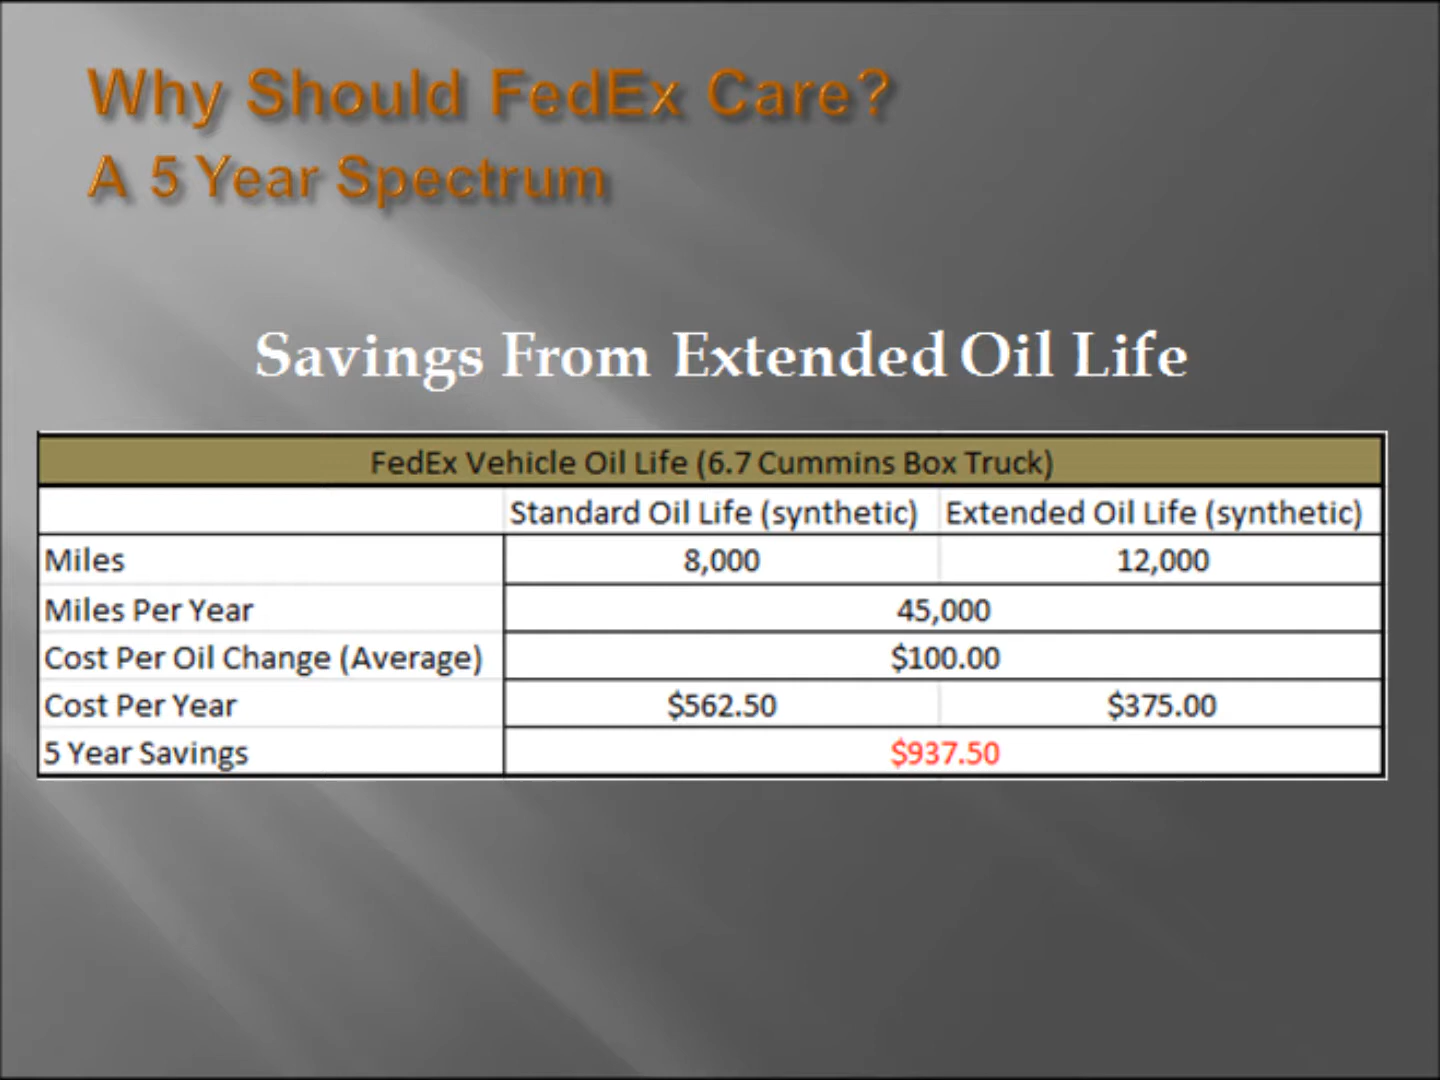 Why Should FedEx Care?
A 5 Year Spectrum
Savings From Extended Oil Life
FedEx Vehicle Oil Life (6.7 Cummins Box Truck)
Standard Oil Life (synthetic) Extended Oil Life (synthetic)
Miles 8,000 12,000
Miles Per Year 45,000
Cost Per Oil Change (Average) $100.00
Cost Per Year $562.50 $375.00
5 Year Savings $937.50